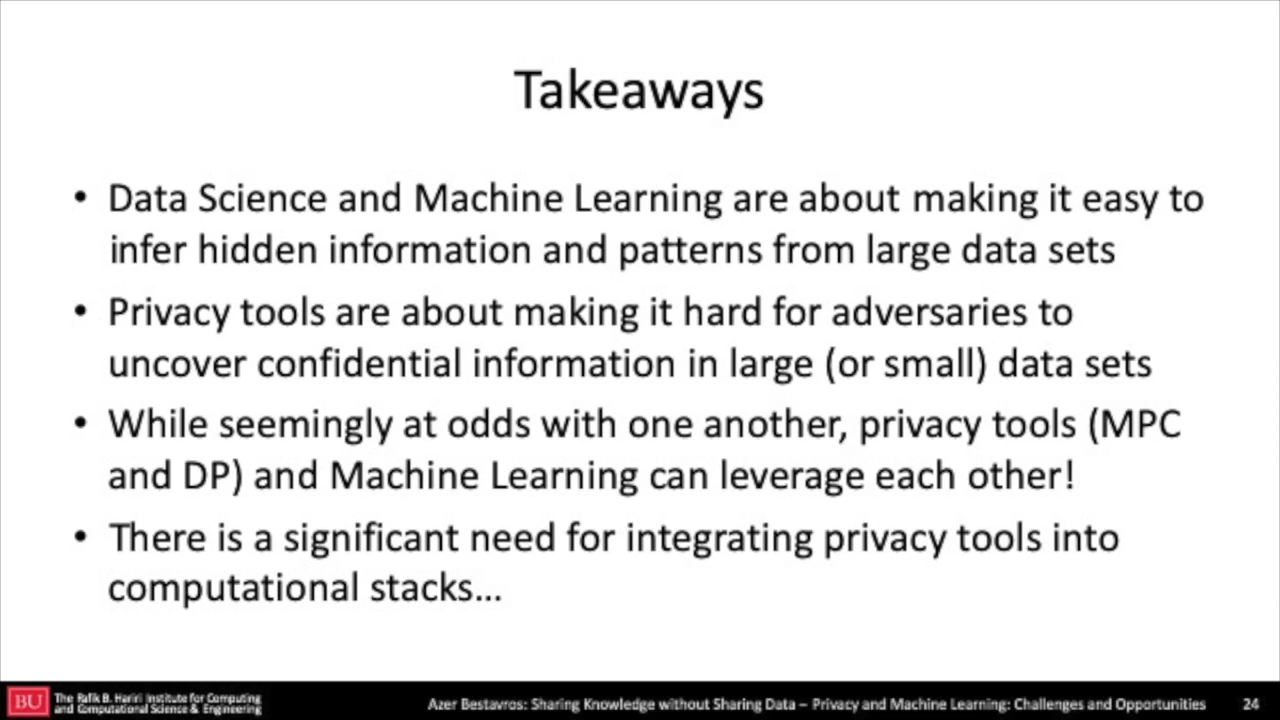 Takeaways
• Data Science and Machine Learning are about making it easy to
infer hidden information and patterns from large data sets
• Privacy tools are about making it hard for adversaries to
uncover confidential information in large (or small) data sets
• While seemingly at odds with one another, privacy tools (MPC
and DP) and Machine Learning can leverage each other!
• There is a significant need for integrating privacy tools into
computational stacks...
BU
The Rafik B. Hariri Institute for Computing
and Computational Science & Engineering
Azer Bestavros: Sharing Knowledge without Sharing Data – Privacy and Machine Learning: Challenges and Opportunities
24